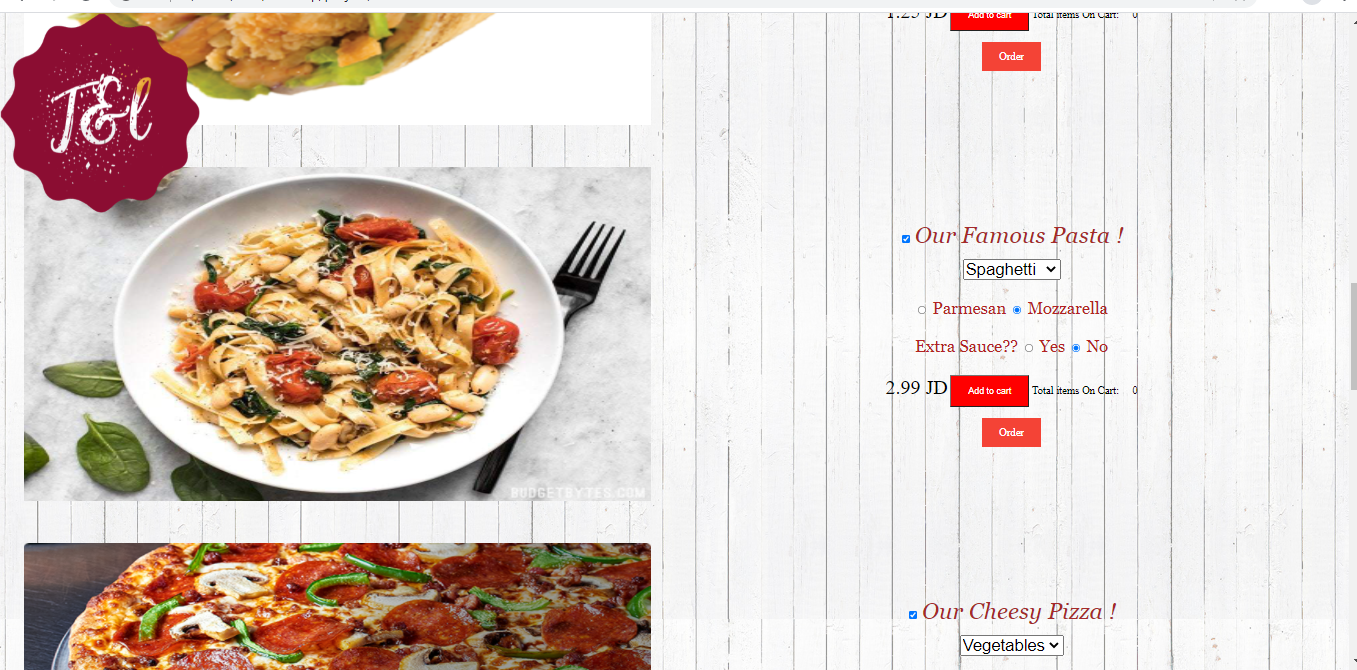 1.25 JD Add to cart Total items On Cart: 0
Order
T&l
Our Famous Pasta !
Spaghetti
Parmesan Mozzarella
Extra Sauce?? Yes No
2.99 JD Add to cart Total items On Cart: 0
Order
BUDGETBYTES.COM
Our Cheesy Pizza !
Vegetables